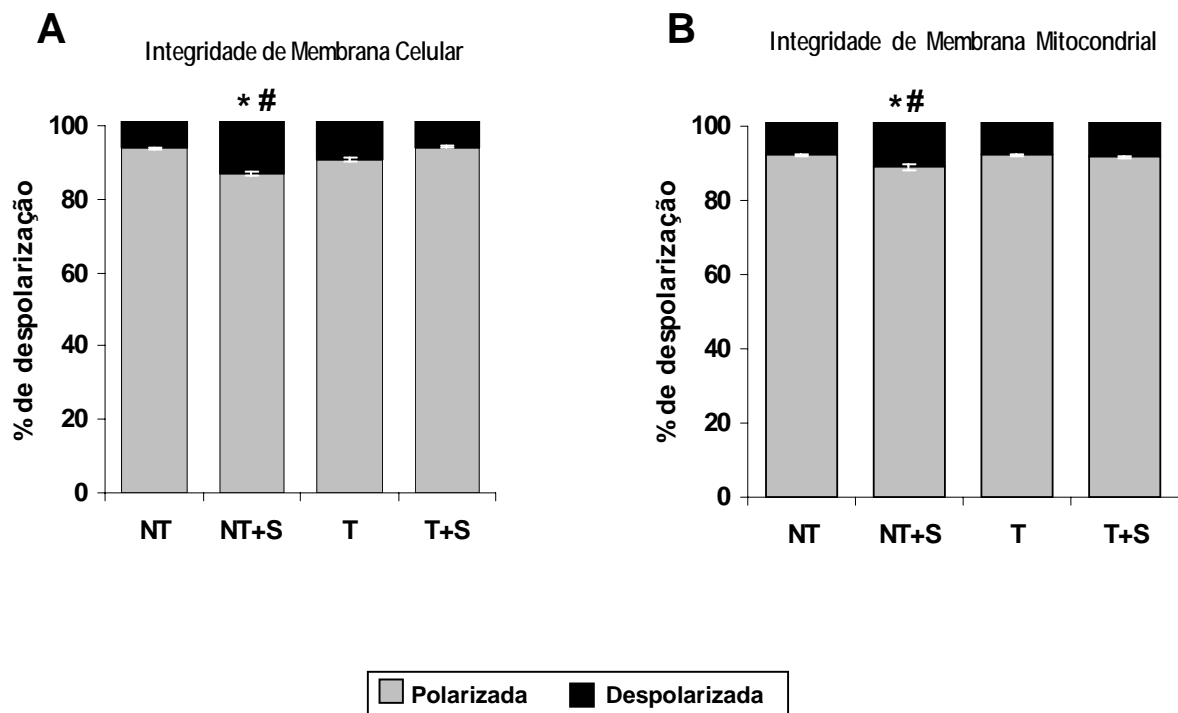 A
Integridade de Membrana Celular
* #
% de despolarização
100
80
60
40
20
0
NT NT+S T T+S
B
Integridade de Membrana Mitocondrial
*#
% de despolarização
100
80
60
40
20
0
NT NT+S T T+S
Polarizada Despolarizada